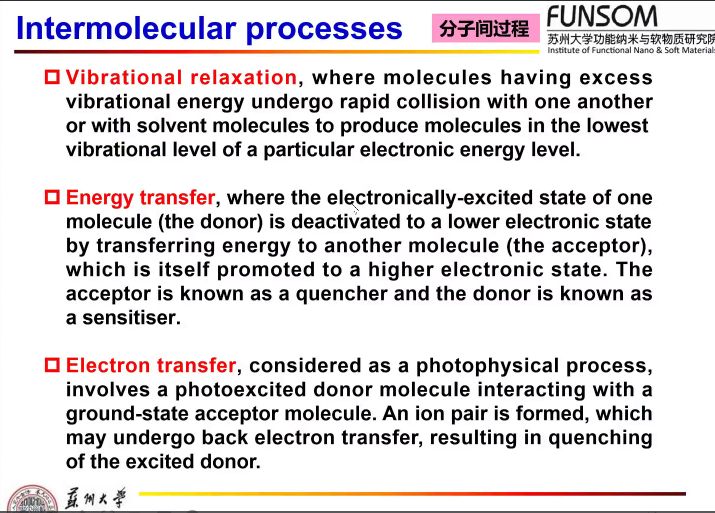 Intermolecular processes
分子间过程
FUNSOM
苏州大学功能纳米与软物质研究院
Institute of Functional Nano & Soft Materials
Vibrational relaxation, where molecules having excess
vibrational energy undergo rapid collision with one another
or with solvent molecules to produce molecules in the lowest
vibrational level of a particular electronic energy level.
Energy transfer, where the electronically-excited state of one
molecule (the donor) is deactivated to a lower electronic state
by transferring energy to another molecule (the acceptor),
which is itself promoted to a higher electronic state. The
acceptor is known as a quencher and the donor is known as
a sensitiser.
Electron transfer, considered as a photophysical process,
involves a photoexcited donor molecule interacting with a
ground-state acceptor molecule. An ion pair is formed, which
may undergo back electron transfer, resulting in quenching
of the excited donor.
蘇州大學